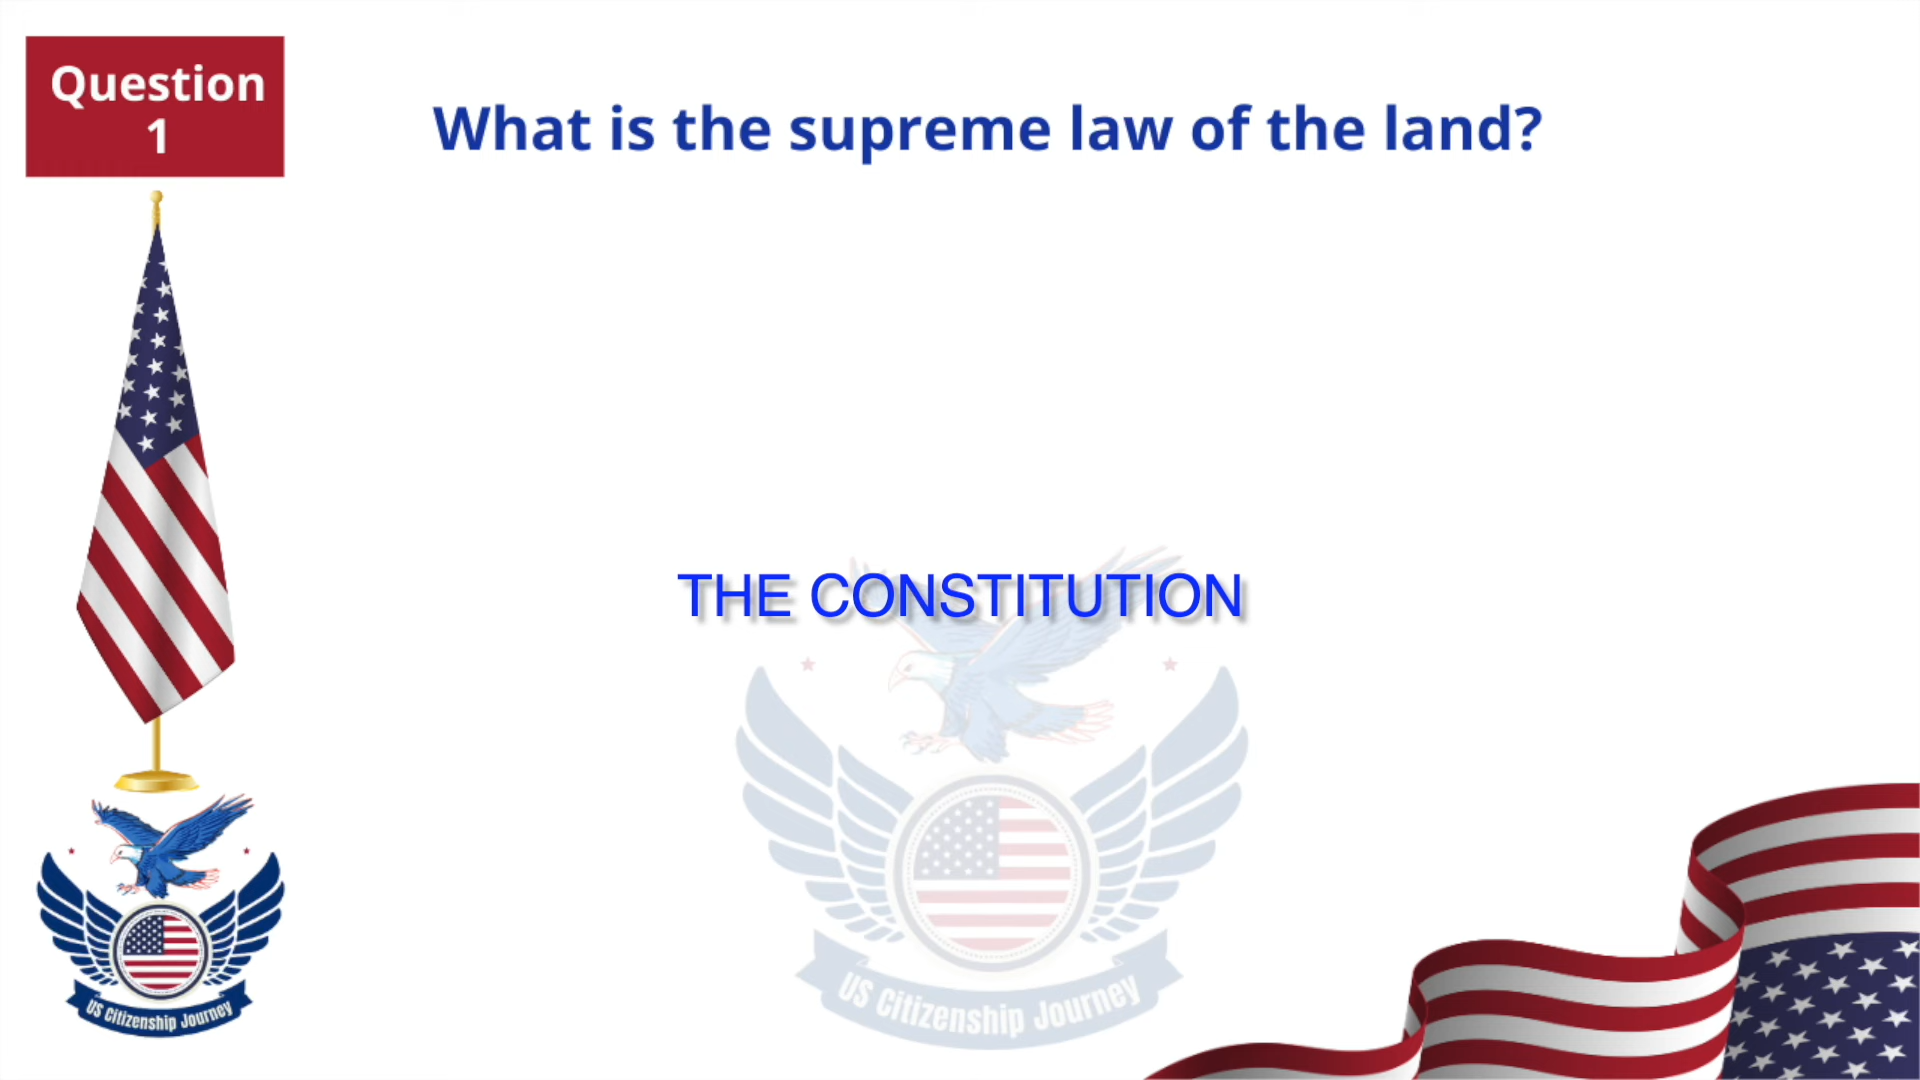 Question
1
What is the supreme law of the land?
THE CONSTITUTION
US Citizenship Journey
US Citizenship Journey